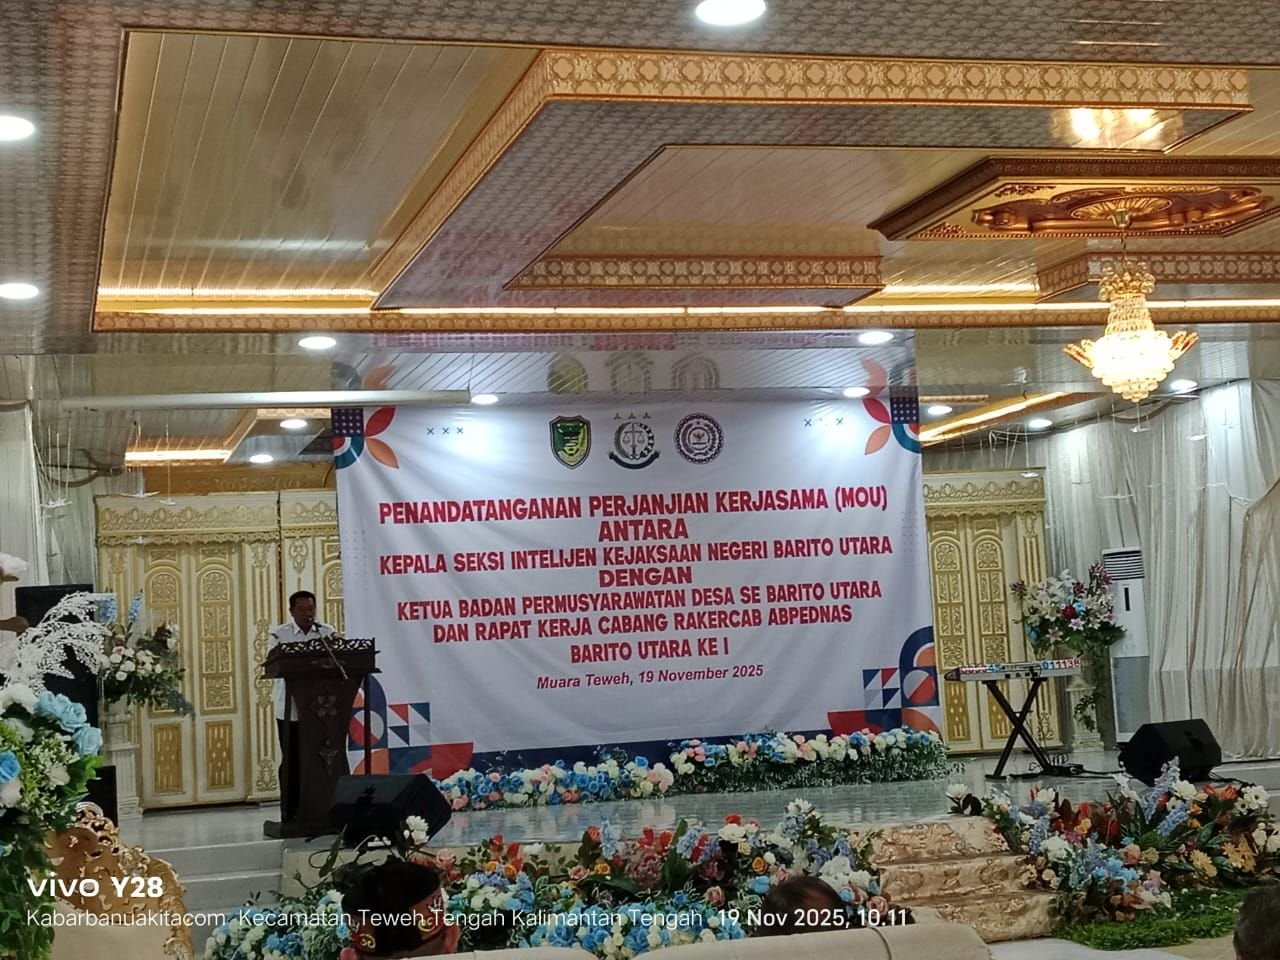 PENANDATANGANAN PERJANJIAN KERJASAMA (MOU)
ANTARA
KEPALA SEKSI INTELIJEN KEJAKSAAN NEGERI BARITO UTARA
DENGAN
KETUA BADAN PERMUSYARAWATAN DESA SE BARITO UTARA
DAN RAPAT KERJA CABANG RAKERCAB ABPEDNAS
BARITO UTARA KE I
Muara Teweh, 19 November 2025
vivo Y28
Kabarbanuakitacom Kecamatan Teweh Tengah Kalimantan Tengah 19 Nov 2025, 10.11